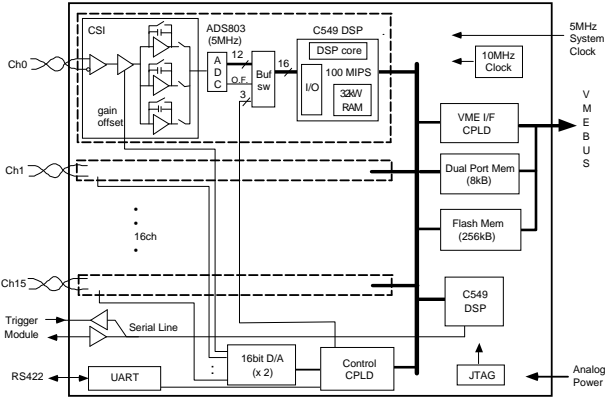 CSI
ADS803
(5MHz)
C549 DSP
DSP core
5MHz
System
Clock
Ch0
A
D
C
12
O.F.
3
Buf
sw
16
I/O
100 MIPS
32kW
RAM
10MHz
Clock
gain
offset
VME I/F
CPLD
V
M
E
B
U
S
Ch1
Dual Port Mem
(8kB)
16ch
Flash Mem
(256kB)
Ch15
C549
DSP
Trigger
Module
Serial Line
16bit D/A
(x 2)
Control
CPLD
JTAG
Analog
Power
RS422
UART